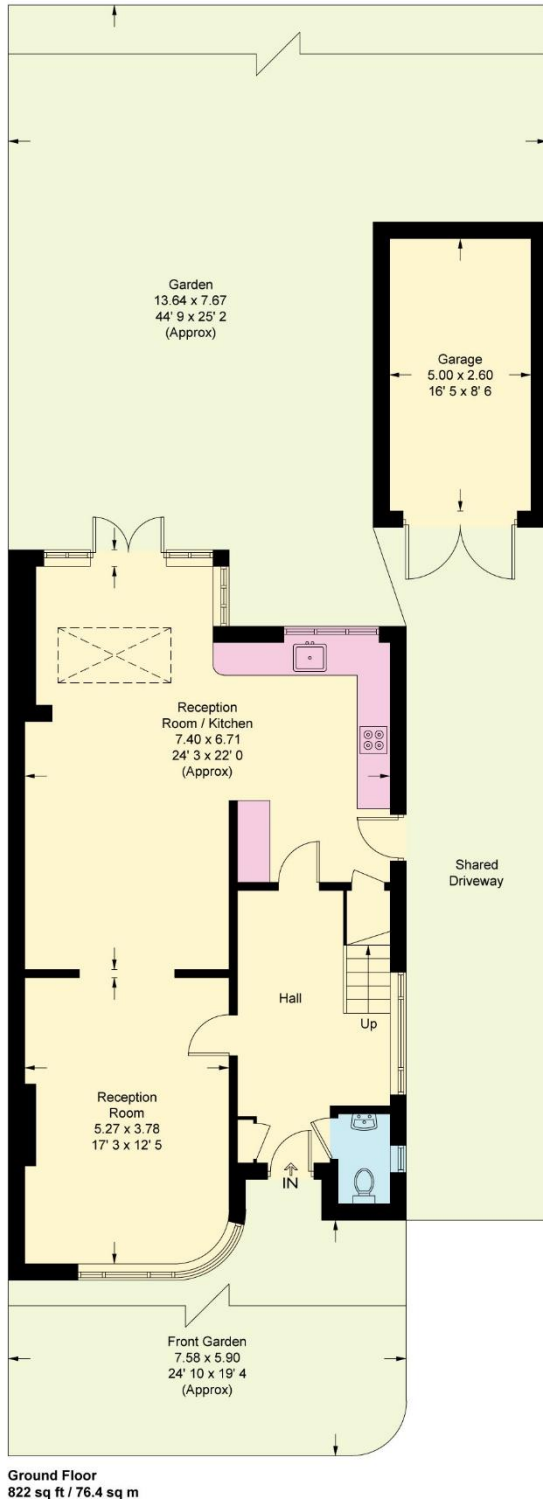 Garden
13.64 x 7.67
44' 9 x 25' 2
(Approx)
Garage
5.00 x 2.60
16' 5 x 8' 6
Reception
Room / Kitchen
7.40 x 6.71
24' 3 x 22' 0
(Approx)
Shared
Driveway
Hall
Up
Reception
Room
5.27 x 3.78
17' 3 x 12' 5
IN
Front Garden
7.58 x 5.90
24' 10 x 19' 4
(Approx)
Ground Floor
822 sq ft / 76.4 sq m